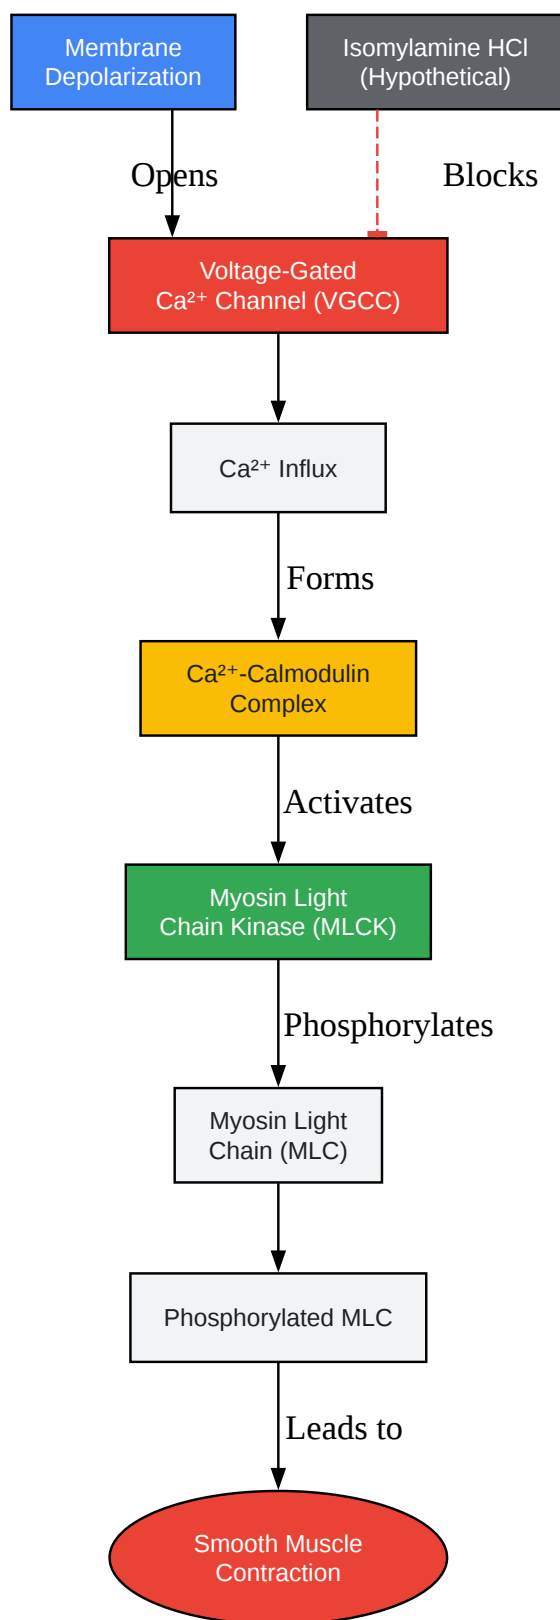 Membrane
Depolarization
Isomylamine HCl
(Hypothetical)
Opens
Blocks
Voltage-Gated
Ca²⁺ Channel (VGCC)
Ca²⁺ Influx
Forms
Ca²⁺-Calmodulin
Complex
Activates
Myosin Light
Chain Kinase (MLCK)
Phosphorylates
Myosin Light
Chain (MLC)
Phosphorylated MLC
Leads to
Smooth Muscle
Contraction